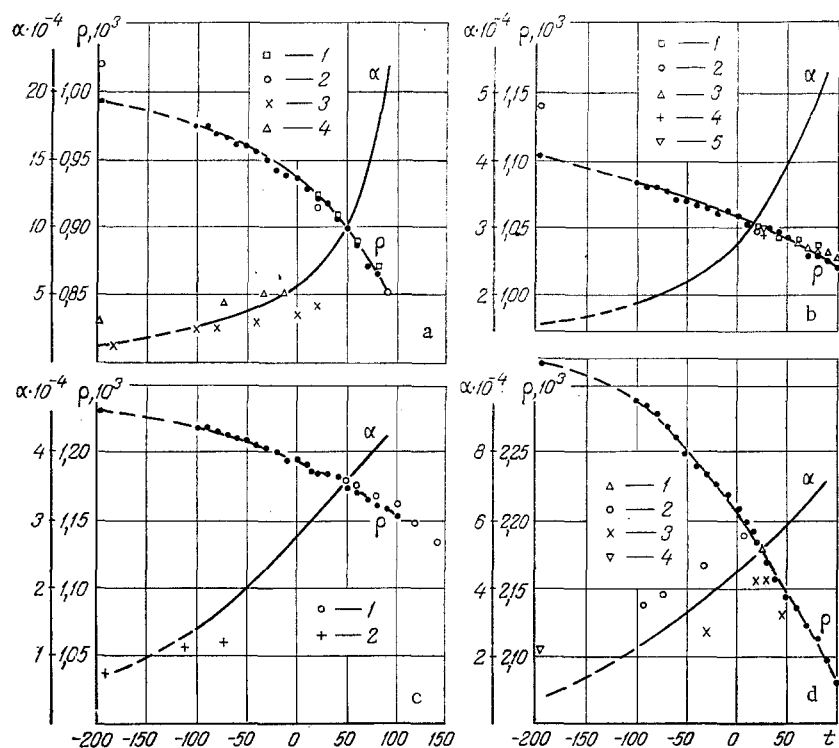 α·10⁻⁴ ρ,10³
20 1,00
15 0,95
10 0,90
5 0,85
□ — 1
○ — 2
× — 3
△ — 4
α
ρ
a
α·10⁻⁴ ρ,10³
5 1,15
4 1,10
3 1,05
2 1,00
□ — 1
○ — 2
△ — 3
+ — 4
▽ — 5
α
ρ
b
α·10⁻⁴ ρ,10³
4 1,20
3 1,15
2 1,10
1 1,05
○ — 1
+ — 2
α
ρ
c
-200 -150 -100 -50 0 50 100 150
α·10⁻⁴ ρ,10³
8 2,25
6 2,20
4 2,15
2 2,10
△ — 1
○ — 2
× — 3
▽ — 4
α
ρ
d
-200 -150 -100 -50 0 50 t